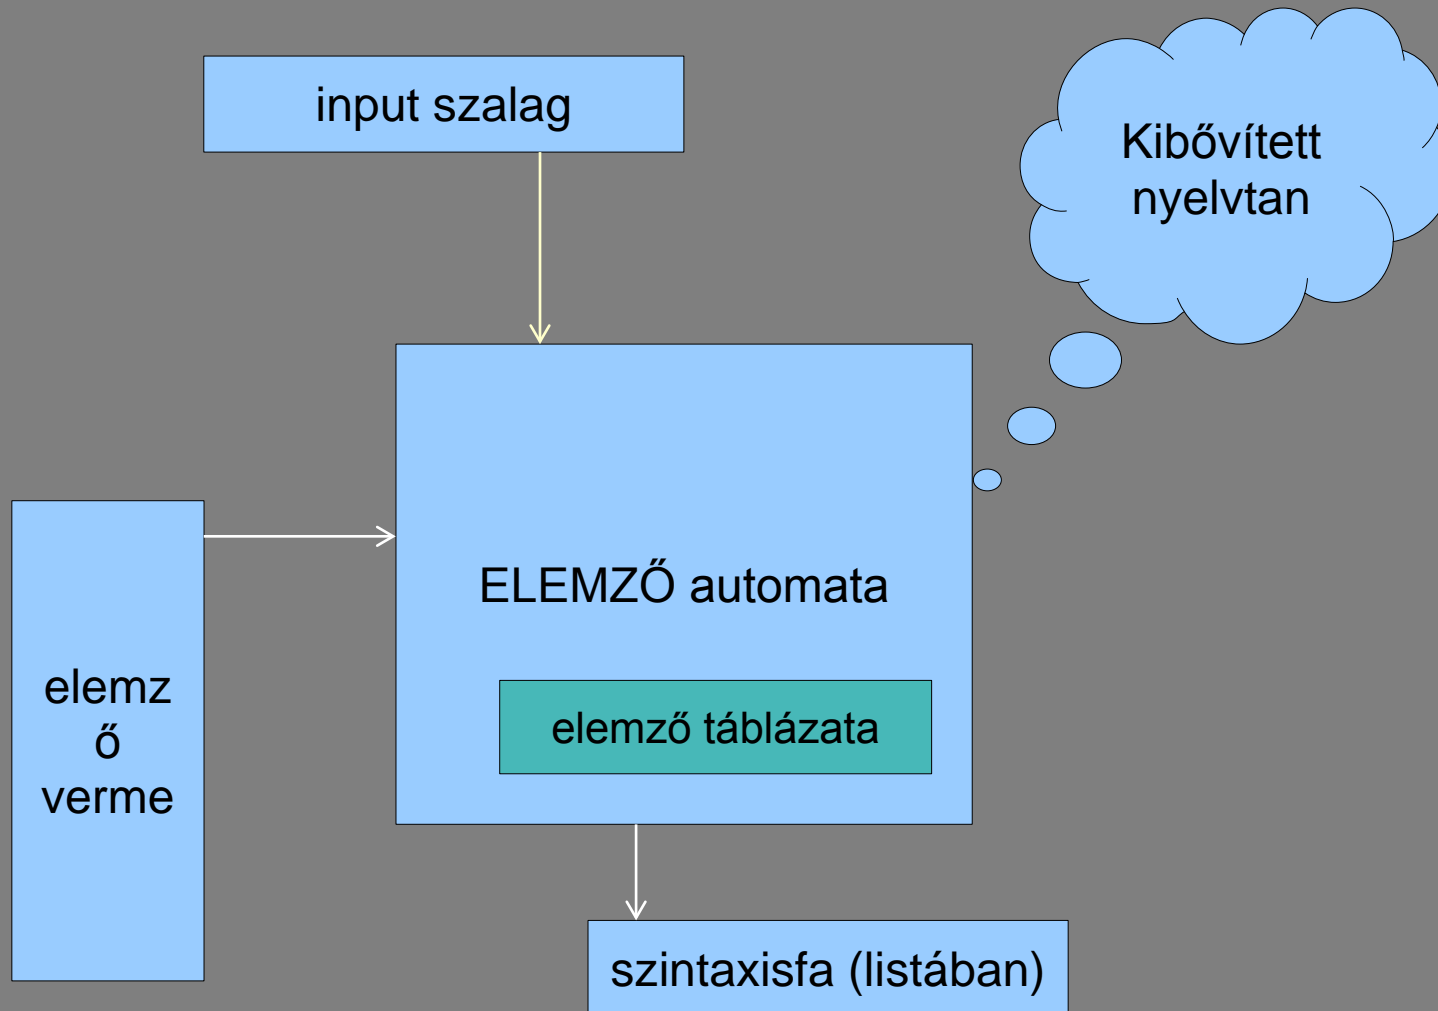 input szalag
Kibővített
nyelvtan
ELEMZŐ automata
elemz
ő
verme
elemző táblázata
szintaxisfa (listában)